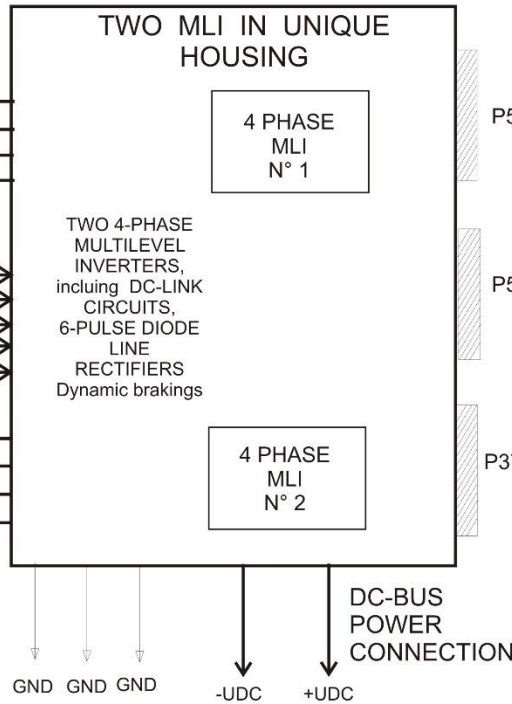 TWO MLI IN UNIQUE
HOUSING
4 PHASE
MLI
N° 1
TWO 4-PHASE
MULTILEVEL
INVERTERS,
incluing DC-LINK
CIRCUITS,
6-PULSE DIODE
LINE
RECTIFIERS
Dynamic brakings
4 PHASE
MLI
N° 2
DC-BUS
POWER
CONNECTION
GND GND GND
-UDC +UDC